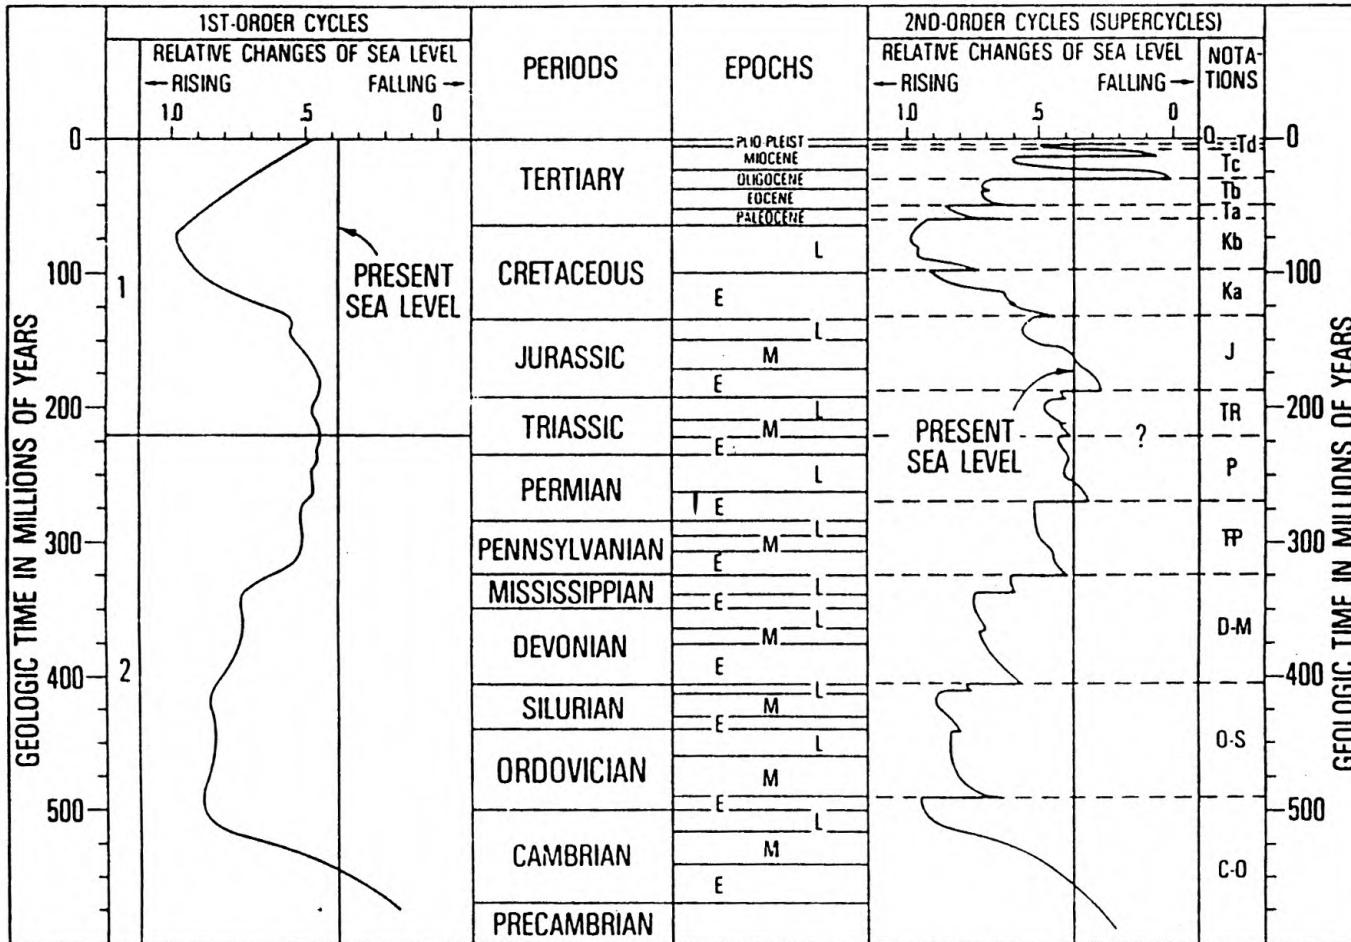 1ST-ORDER CYCLES
RELATIVE CHANGES OF SEA LEVEL
←RISING FALLING→
1.0 .5 0
PERIODS
EPOCHS
2ND-ORDER CYCLES (SUPERCYCLES)
RELATIVE CHANGES OF SEA LEVEL
←RISING FALLING→
1.0 .5 0
NOTA-
TIONS
GEOLOGIC TIME IN MILLIONS OF YEARS
0
100
200
300
400
500
1
2
PRESENT
SEA LEVEL
TERTIARY
CRETACEOUS
JURASSIC
TRIASSIC
PERMIAN
PENNSYLVANIAN
MISSISSIPPIAN
DEVONIAN
SILURIAN
ORDOVICIAN
CAMBRIAN
PRECAMBRIAN
PLIO-PLEIST
MIOCENE
OLIGOCENE
EOCENE
PALEOCENE
L
E
L
M
E
L
M
E
L
E
L
M
E
L
E
L
M
E
L
M
E
L
M
E
L
M
E
PRESENT
SEA LEVEL
?
Q
Td
Tc
Tb
Ta
Kb
Ka
J
TR
P
D-M
O-S
C-O
0
100
200
300
400
500
GEOLOGIC TIME IN MILLIONS OF YEARS